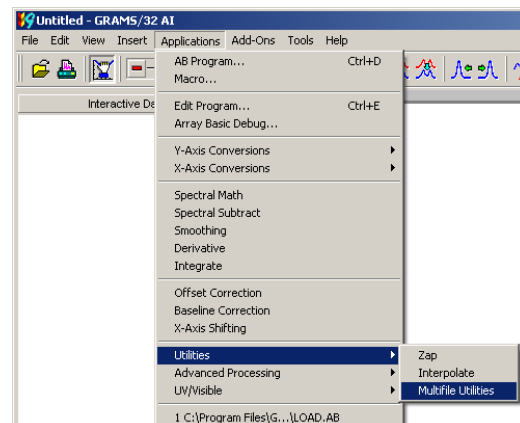 Untitled - GRAMS/32 AI
File Edit View Insert Applications Add-Ons Tools Help
AB Program... Ctrl+D
Macro...
Interactive Da
Edit Program... Ctrl+E
Array Basic Debug...
Y-Axis Conversions
X-Axis Conversions
Spectral Math
Spectral Subtract
Smoothing
Derivative
Integrate
Offset Correction
Baseline Correction
X-Axis Shifting
Utilities
Zap
Advanced Processing
Interpolate
UV/Visible
Multifile Utilities
1 C:\Program Files\G...\LOAD.AB